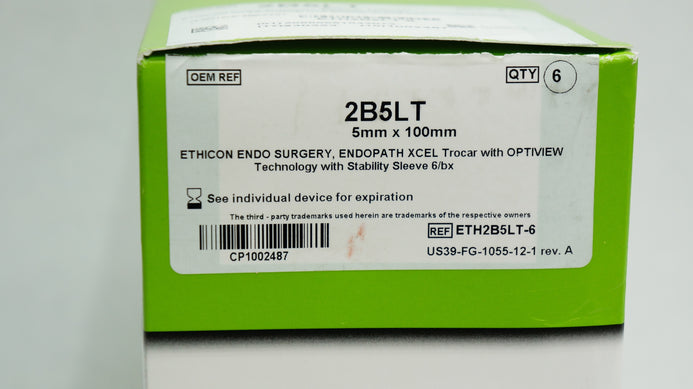 2B5LT
OEM REF
QTY 6
2B5LT
5mm x 100mm
ETHICON ENDO SURGERY, ENDOPATH XCEL Trocar with OPTIVIEW
Technology with Stability Sleeve 6/bx
See individual device for expiration
The third - party trademarks used herein are trademarks of the respective owners
REF ETH2B5LT-6
CP1002487
US39-FG-1055-12-1 rev. A